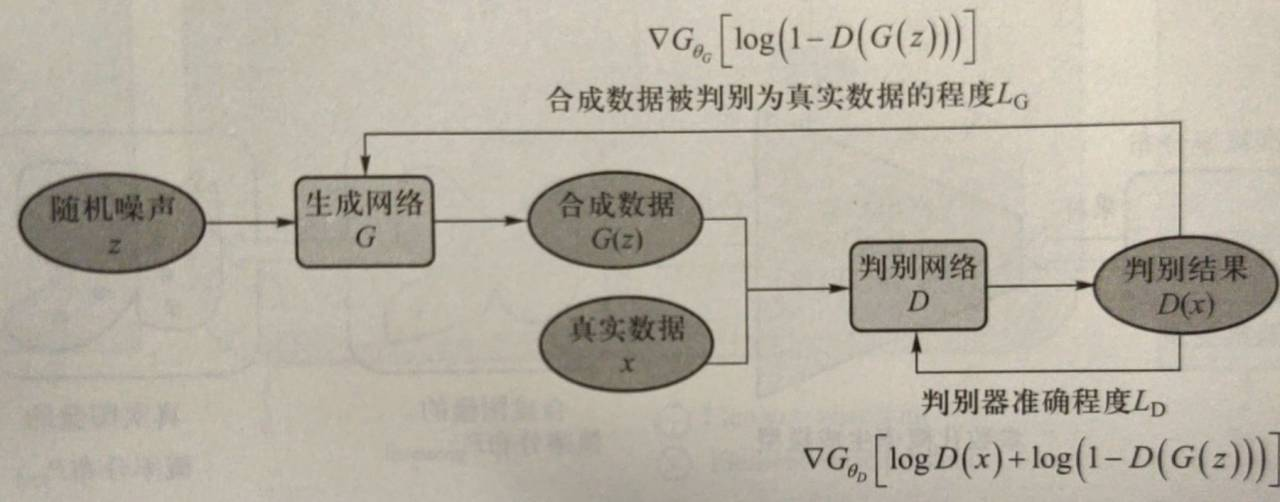 ∇G_{θ_G}[log(1−D(G(z)))]
合成数据被判别为真实数据的程度L_G
随机噪声
z
生成网络
G
合成数据
G(z)
真实数据
x
判别网络
D
判别结果
D(x)
判别器准确程度L_D
∇G_{θ_D}[log D(x)+log(1−D(G(z)))]